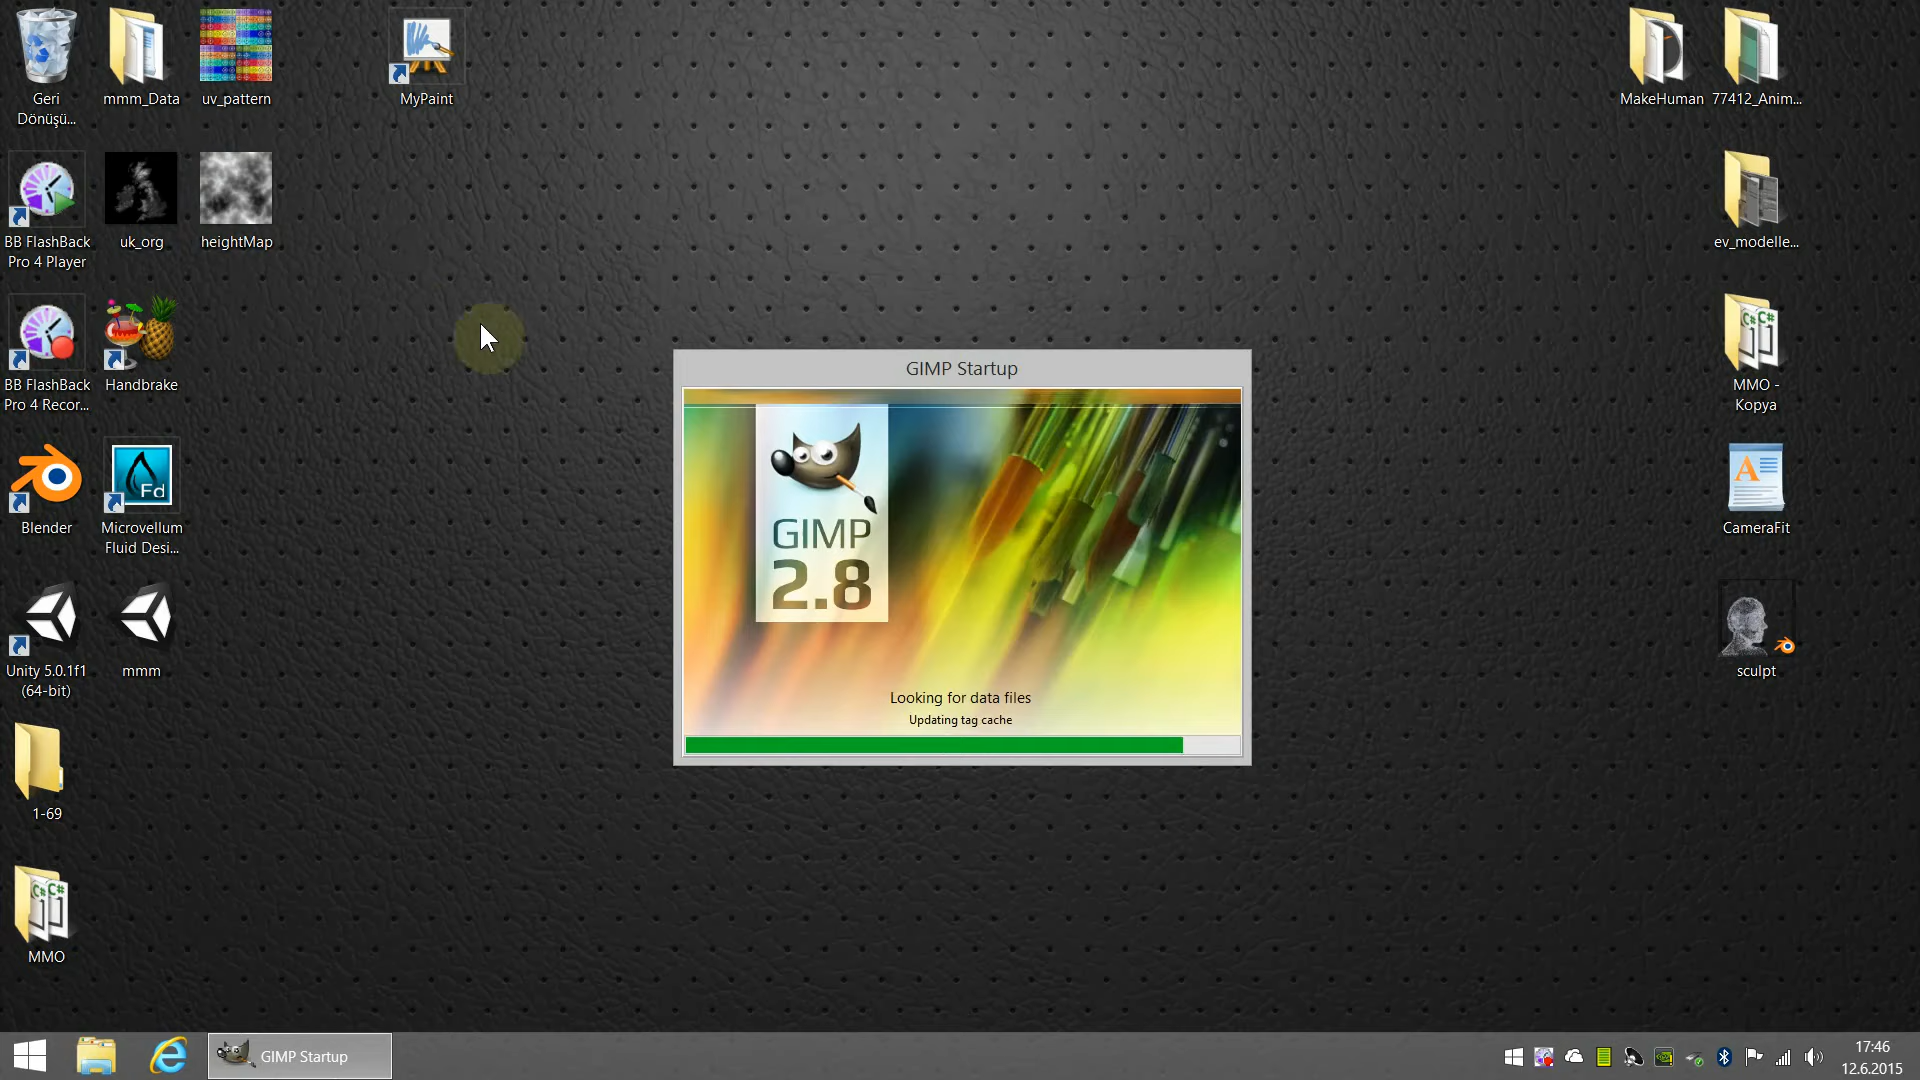 Geri
Dönüşü...
mmm_Data
uv_pattern
MyPaint
MakeHuman
77412_Anim...
BB FlashBack
Pro 4 Player
uk_org
heightMap
ev_modelle...
BB FlashBack
Pro 4 Recor...
Handbrake
MMO -
Kopya
Blender
Fd
Microvellum
Fluid Desi...
CameraFit
Unity 5.0.1f1
(64-bit)
mmm
sculpt
1-69
C# C#
MMO
GIMP Startup
GIMP
2.8
Looking for data files
Updating tag cache
GIMP Startup
17:46
12.6.2015